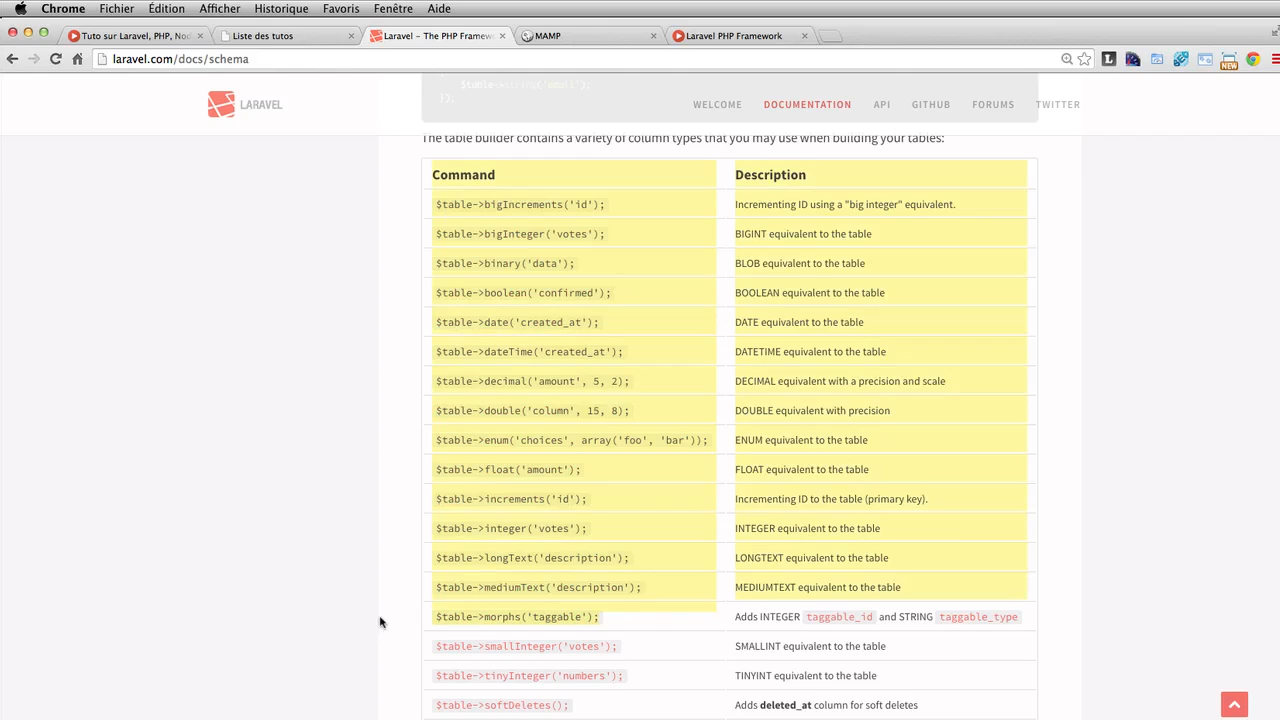 Chrome Fichier Édition Afficher Historique Favoris Fenêtre Aide
Tuto sur Laravel, PHP, Nod Liste des tutos Laravel - The PHP Framew MAMP Laravel PHP Framework
laravel.com/docs/schema NEW
$table->string('email');
});
LARAVEL WELCOME DOCUMENTATION API GITHUB FORUMS TWITTER
The table builder contains a variety of column types that you may use when building your tables:
Command Description
$table->bigIncrements('id'); Incrementing ID using a "big integer" equivalent.
$table->bigInteger('votes'); BIGINT equivalent to the table
$table->binary('data'); BLOB equivalent to the table
$table->boolean('confirmed'); BOOLEAN equivalent to the table
$table->date('created_at'); DATE equivalent to the table
$table->dateTime('created_at'); DATETIME equivalent to the table
$table->decimal('amount', 5, 2); DECIMAL equivalent with a precision and scale
$table->double('column', 15, 8); DOUBLE equivalent with precision
$table->enum('choices', array('foo', 'bar')); ENUM equivalent to the table
$table->float('amount'); FLOAT equivalent to the table
$table->increments('id'); Incrementing ID to the table (primary key).
$table->integer('votes'); INTEGER equivalent to the table
$table->longText('description'); LONGTEXT equivalent to the table
$table->mediumText('description'); MEDIUMTEXT equivalent to the table
$table->morphs('taggable'); Adds INTEGER taggable_id and STRING taggable_type
$table->smallInteger('votes'); SMALLINT equivalent to the table
$table->tinyInteger('numbers'); TINYINT equivalent to the table
$table->softDeletes(); Adds deleted_at column for soft deletes